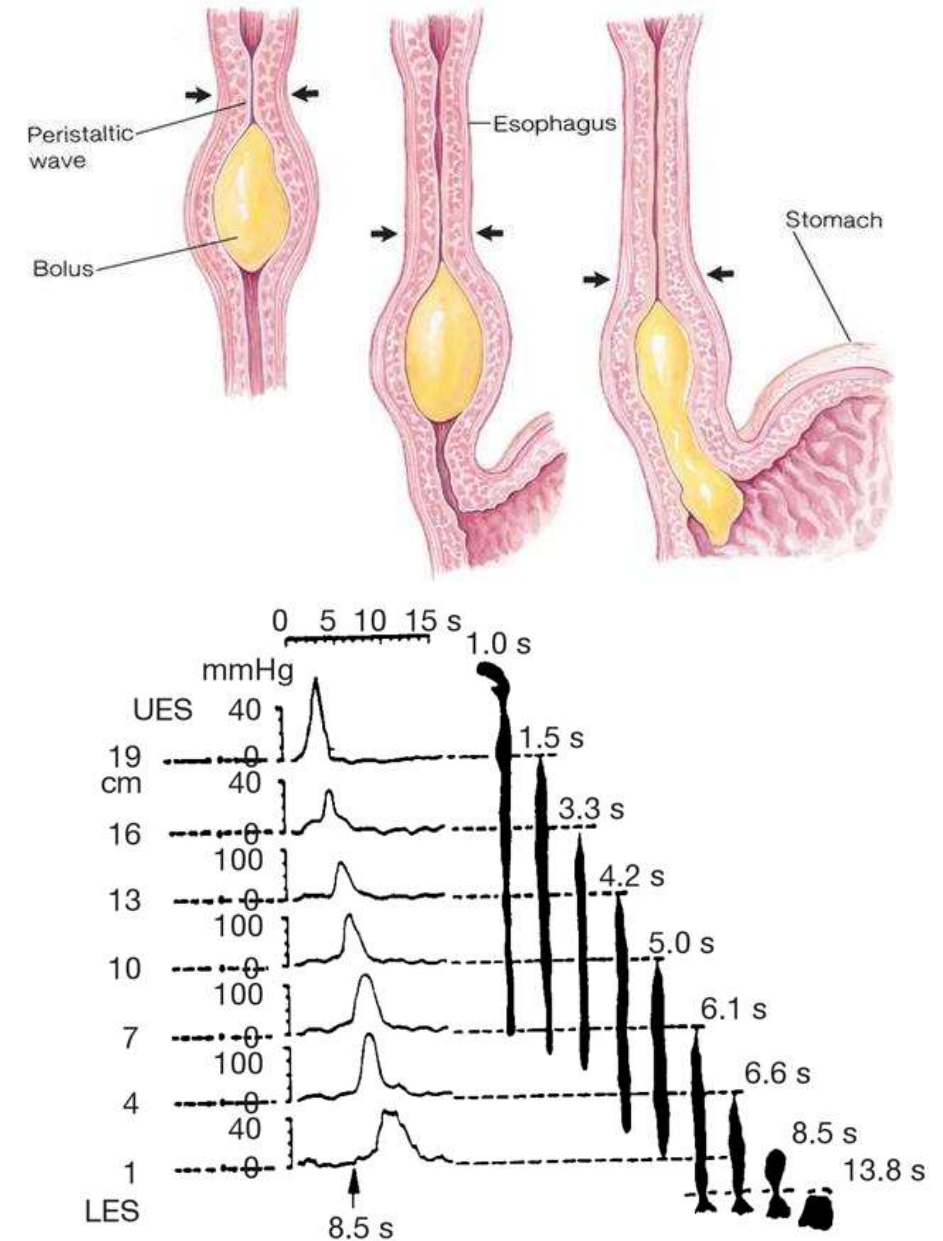 Peristaltic
wave
Bolus
Esophagus
Stomach
0 5 10 15 s
1.0 s
mmHg
UES
40
0
19
cm
1.5 s
40
0
16
3.3 s
100
0
13
4.2 s
100
0
10
5.0 s
100
0
7
6.1 s
100
0
4
6.6 s
40
0
1
8.5 s
13.8 s
LES
8.5 s